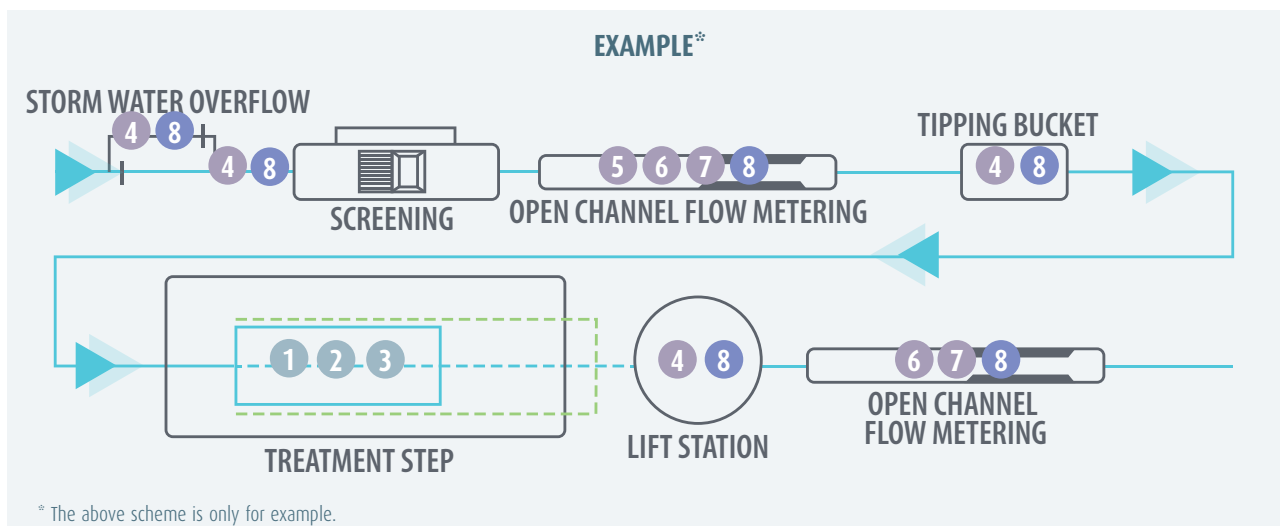 EXAMPLE*
STORM WATER OVERFLOW
4 8
4 8
SCREENING
5 6 7 8
OPEN CHANNEL FLOW METERING
TIPPING BUCKET
4 8
1 2 3
TREATMENT STEP
4 8
LIFT STATION
6 7 8
OPEN CHANNEL
FLOW METERING
* The above scheme is only for example.